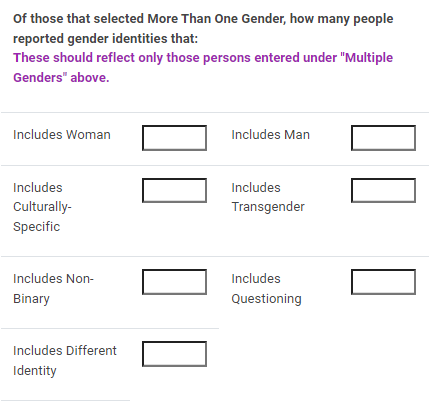 Of those that selected More Than One Gender, how many people
reported gender identities that:
These should reflect only those persons entered under "Multiple
Genders" above.
Includes Woman
Includes Man
Includes
Culturally-
Specific
Includes
Transgender
Includes Non-
Binary
Includes
Questioning
Includes Different
Identity